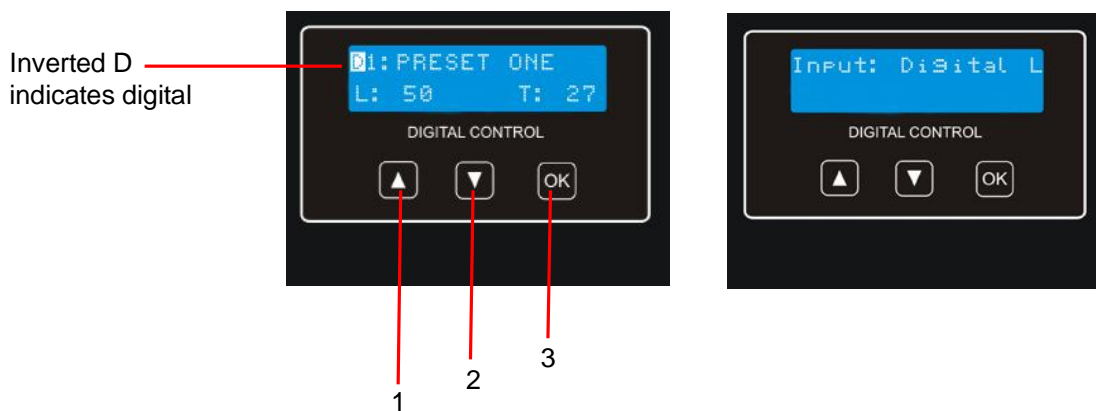 Inverted D
indicates digital
D1:PRESET ONE
L: 50 T: 27
DIGITAL CONTROL
OK
1
2
3
Input: Digital L
DIGITAL CONTROL
OK